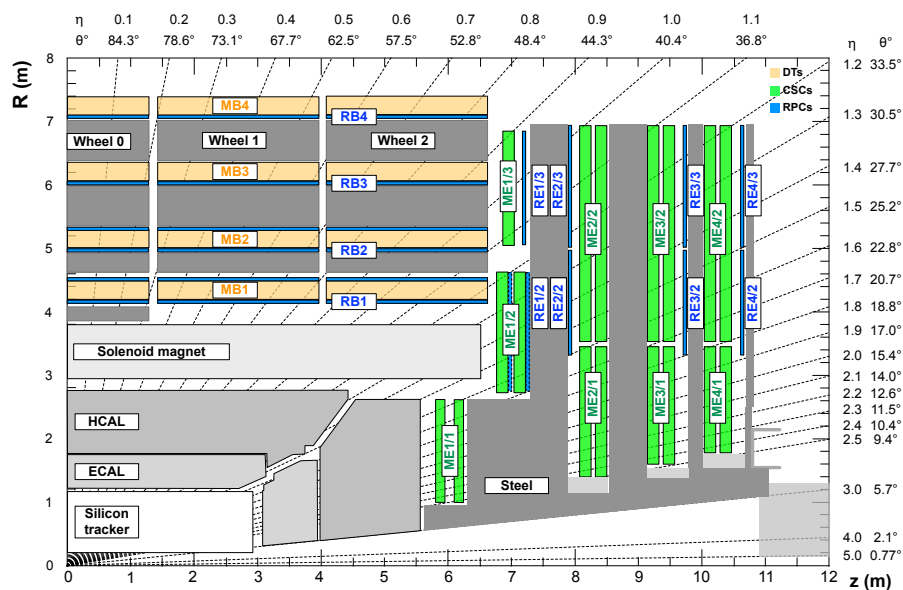 η 0.1 0.2 0.3 0.4 0.5 0.6 0.7 0.8 0.9 1.0 1.1
θ° 84.3° 78.6° 73.1° 67.7° 62.5° 57.5° 52.8° 48.4° 44.3° 40.4° 36.8° η θ°
R (m)
8
7
6
5
4
3
2
1
0
1.2 33.5°
1.3 30.5°
1.4 27.7°
1.5 25.2°
1.6 22.8°
1.7 20.7°
1.8 18.8°
1.9 17.0°
2.0 15.4°
2.1 14.0°
2.2 12.6°
2.3 11.5°
2.4 10.4°
2.5 9.4°
3.0 5.7°
4.0 2.1°
5.0 0.77°
DTs
CSCs
RPCs
MB4
RB4
Wheel 0
Wheel 1
Wheel 2
MB3
RB3
MB2
RB2
MB1
RB1
Solenoid magnet
HCAL
ECAL
Silicon
tracker
Steel
ME1/3
RE1/3
RE2/3
ME2/2
ME3/2
RE3/3
ME4/2
RE4/3
ME1/2
RE1/2
RE2/2
RE3/2
RE4/2
ME1/1
ME2/1
ME3/1
ME4/1
0 1 2 3 4 5 6 7 8 9 10 11 12
z (m)